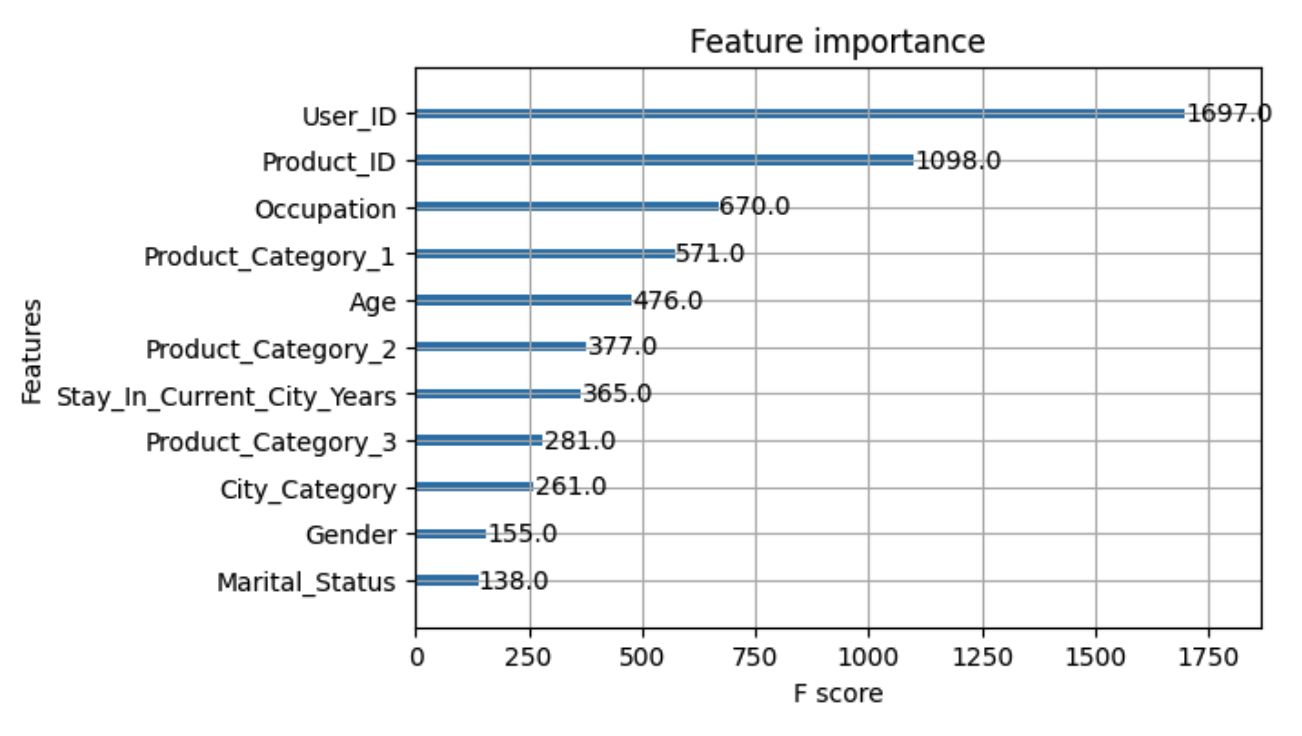 Feature importance
User_ID 1697.0
Product_ID 1098.0
Occupation 670.0
Product_Category_1 571.0
Age 476.0
Product_Category_2 377.0
Stay_In_Current_City_Years 365.0
Product_Category_3 281.0
City_Category 261.0
Gender 155.0
Marital_Status 138.0
Features
0 250 500 750 1000 1250 1500 1750
F score